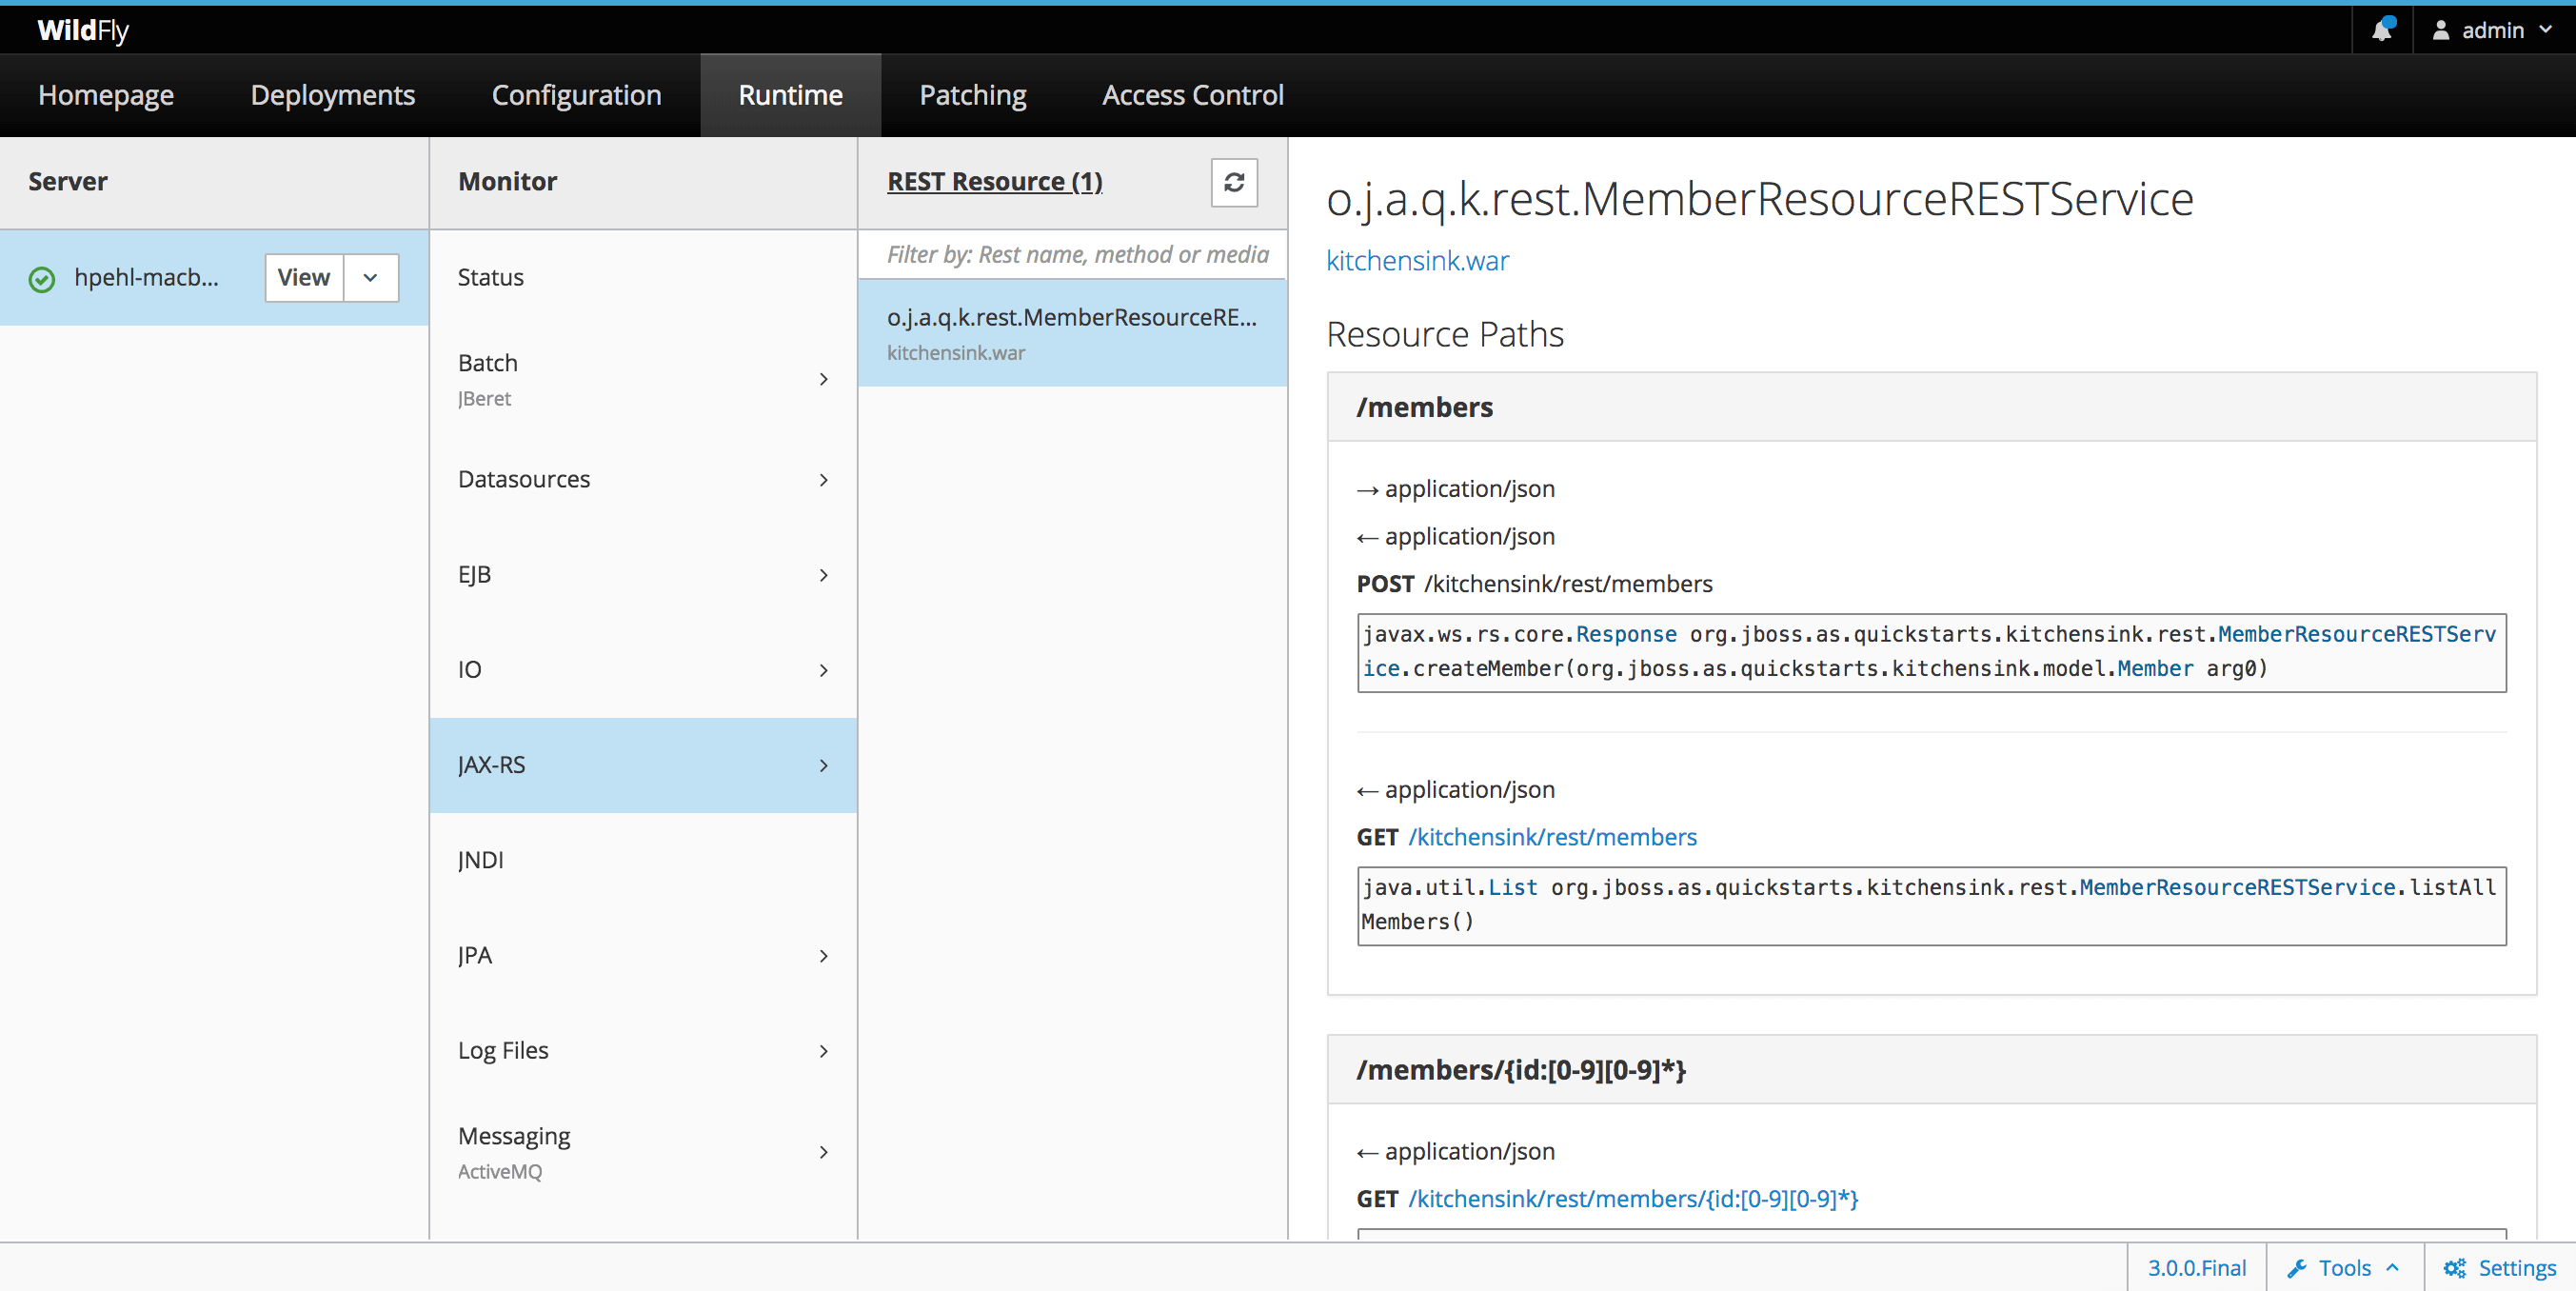 WildFly
admin
Homepage Deployments Configuration Runtime Patching Access Control
Server
hpehl-macb...
View
Monitor
Status
Batch
JBeret
Datasources
EJB
IO
JAX-RS
JNDI
JPA
Log Files
Messaging
ActiveMQ
REST Resource (1)
Filter by: Rest name, method or media
o.j.a.q.k.rest.MemberResourceRE...
kitchensink.war
o.j.a.q.k.rest.MemberResourceRESTService
kitchensink.war
Resource Paths
/members
→ application/json
← application/json
POST /kitchensink/rest/members
javax.ws.rs.core.Response org.jboss.as.quickstarts.kitchensink.rest.MemberResourceRESTServ
ice.createMember(org.jboss.as.quickstarts.kitchensink.model.Member arg0)
← application/json
GET /kitchensink/rest/members
java.util.List org.jboss.as.quickstarts.kitchensink.rest.MemberResourceRESTService.listAll
Members()
/members/{id:[0-9][0-9]*}
← application/json
GET /kitchensink/rest/members/{id:[0-9][0-9]*}
3.0.0.Final
Tools
Settings